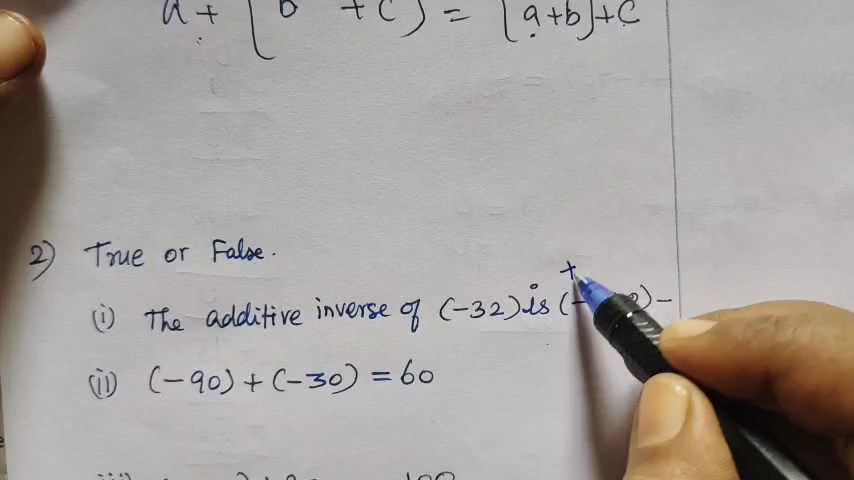 a + [b + c) = [a+b]+c
2) True or False.
+
(i) The additive inverse of (-32) is (-
(ii) (-90) + (-30) = 60